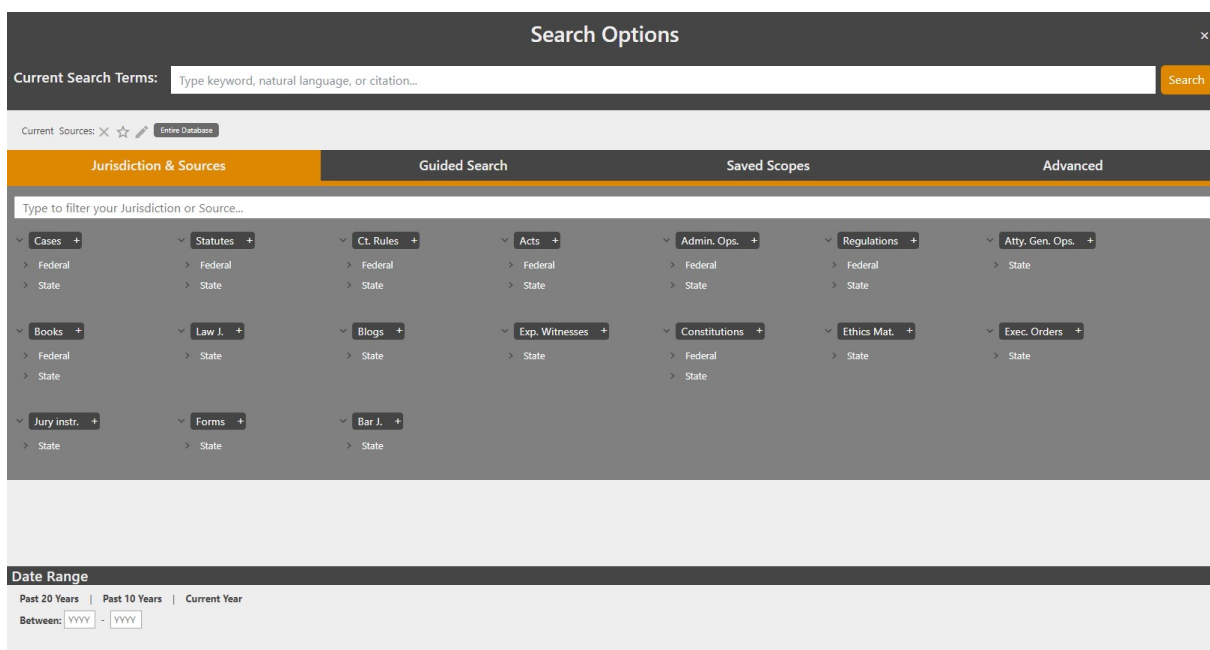 Search Options
×
Current Search Terms: Type keyword, natural language, or citation... Search
Current Sources: Entire Database
Jurisdiction & Sources Guided Search Saved Scopes Advanced
Type to filter your Jurisdiction or Source...
Cases + Statutes + Ct. Rules + Acts + Admin. Ops. + Regulations + Atty. Gen. Ops. +
Federal Federal Federal Federal Federal Federal State
State State State State State State
Books + Law J. + Blogs + Exp. Witnesses + Constitutions + Ethics Mat. + Exec. Orders +
Federal State State State Federal State State
State State
Jury instr. + Forms + Bar J. +
State State State
Date Range
Past 20 Years | Past 10 Years | Current Year
Between: YYYY - YYYY